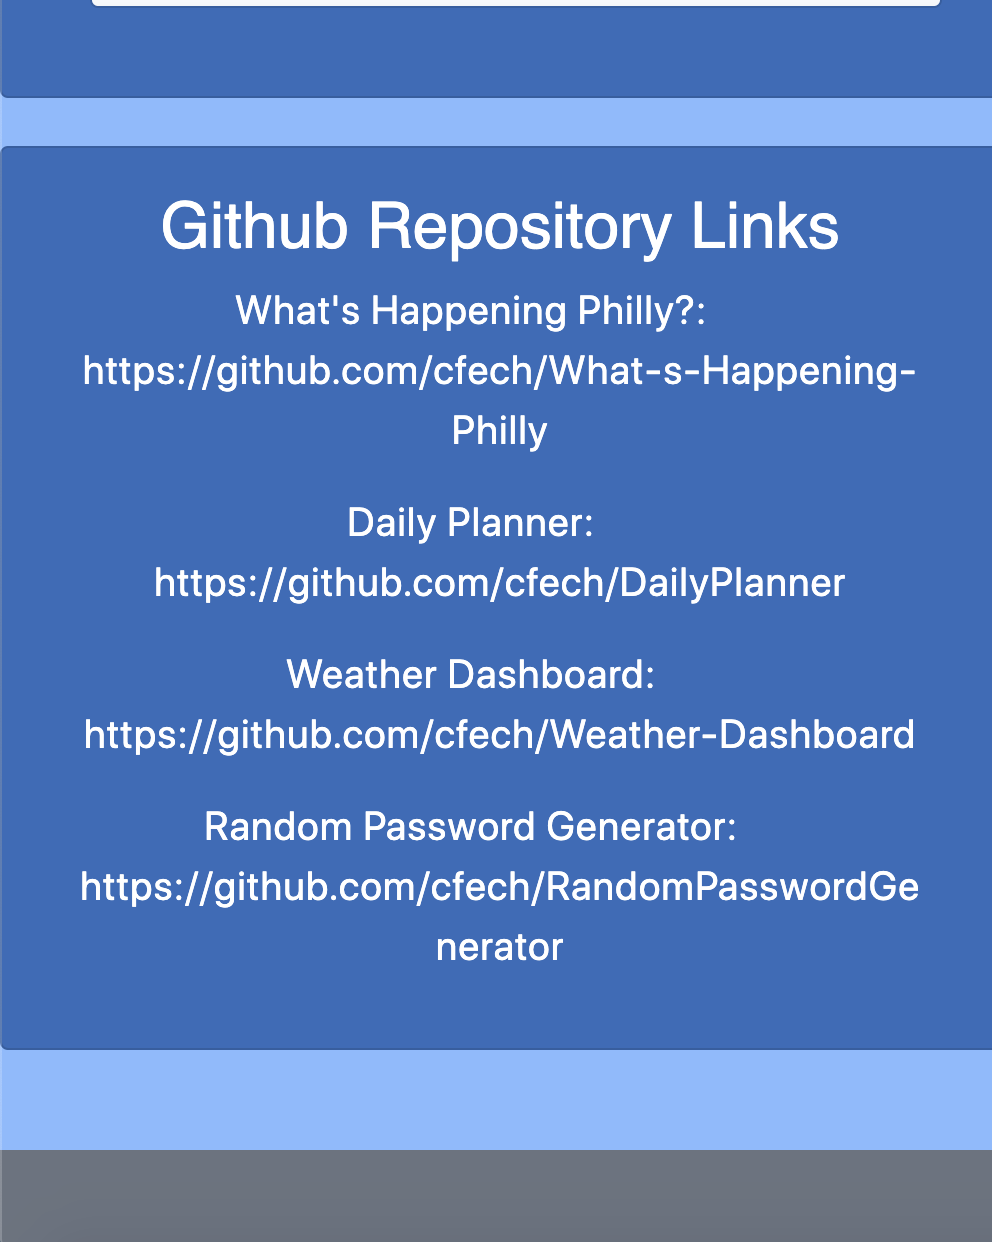 Github Repository Links
What's Happening Philly?:
https://github.com/cfech/What-s-Happening-
Philly
Daily Planner:
https://github.com/cfech/DailyPlanner
Weather Dashboard:
https://github.com/cfech/Weather-Dashboard
Random Password Generator:
https://github.com/cfech/RandomPasswordGe
nerator